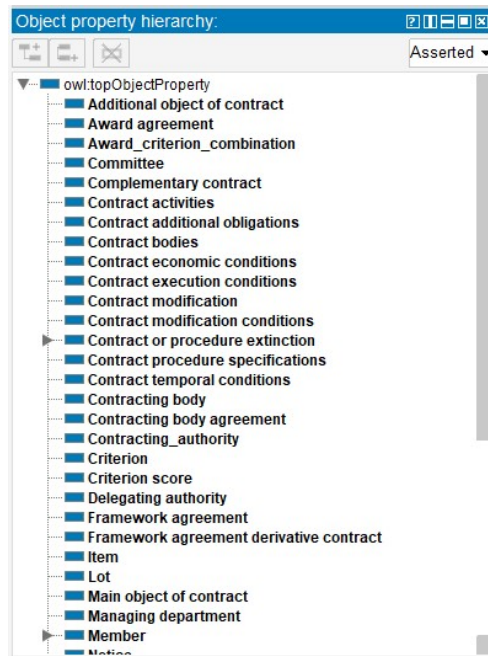 Object property hierarchy:
Asserted
owl:topObjectProperty
Additional object of contract
Award agreement
Award_criterion_combination
Committee
Complementary contract
Contract activities
Contract additional obligations
Contract bodies
Contract economic conditions
Contract execution conditions
Contract modification
Contract modification conditions
Contract or procedure extinction
Contract procedure specifications
Contract temporal conditions
Contracting body
Contracting body agreement
Contracting_authority
Criterion
Criterion score
Delegating authority
Framework agreement
Framework agreement derivative contract
Item
Lot
Main object of contract
Managing department
Member
Notice